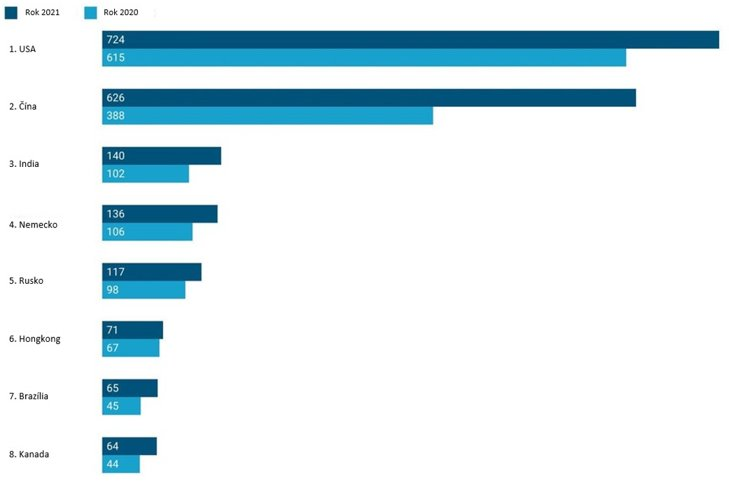 Rok 2021 Rok 2020
1. USA
724
615
2. Čína
626
388
3. India
140
102
4. Nemecko
136
106
5. Rusko
117
98
6. Hongkong
71
67
7. Brazília
65
45
8. Kanada
64
44